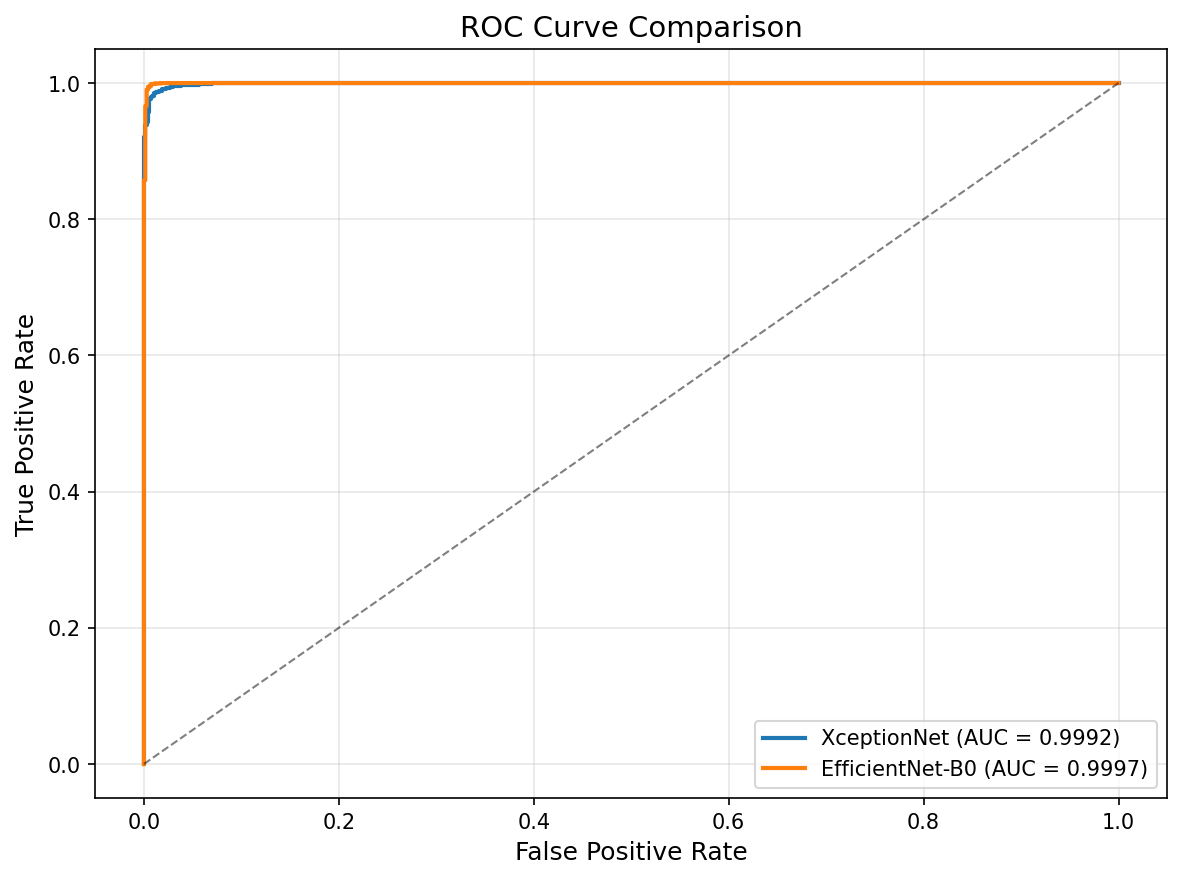 ROC Curve Comparison
True Positive Rate
1.0
0.8
0.6
0.4
0.2
0.0
XceptionNet (AUC = 0.9992)
EfficientNet-B0 (AUC = 0.9997)
0.0 0.2 0.4 0.6 0.8 1.0
False Positive Rate